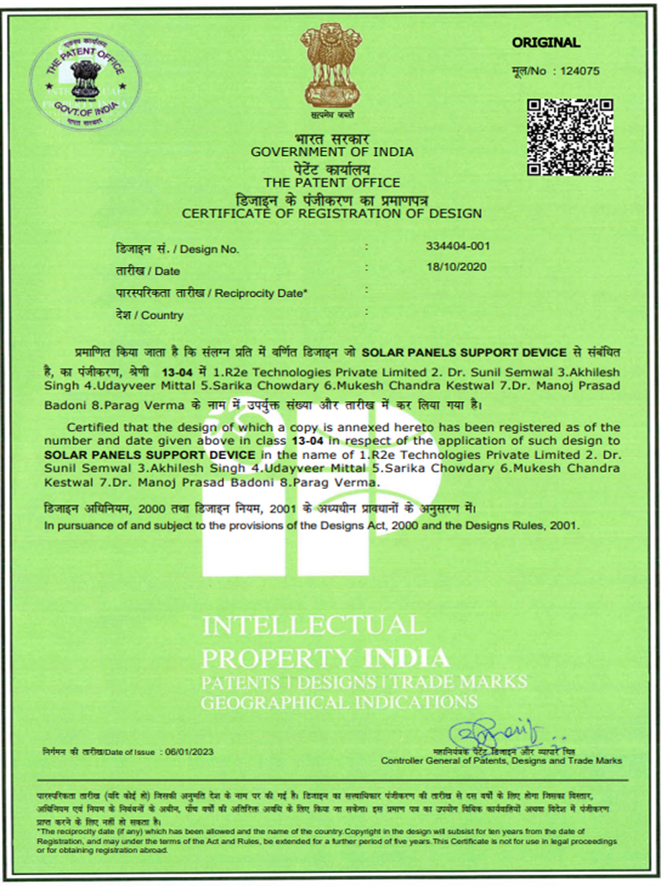 ORIGINAL
मूल/No : 124075
THE PATENT OFFICE
GOVT.OF INDIA
सत्यमेव जयते
भारत सरकार
GOVERNMENT OF INDIA
पेटेंट कार्यालय
THE PATENT OFFICE
डिजाइन के पंजीकरण का प्रमाणपत्र
CERTIFICATE OF REGISTRATION OF DESIGN
डिजाइन सं. / Design No. : 334404-001
तारीख / Date : 18/10/2020
पारस्परिकता तारीख / Reciprocity Date* :
देश / Country :
प्रमाणित किया जाता है कि संलग्न प्रति में वर्णित डिजाइन जो SOLAR PANELS SUPPORT DEVICE से संबंधित
है, का पंजीकरण, श्रेणी 13-04 में 1.R2e Technologies Private Limited 2. Dr. Sunil Semwal 3.Akhilesh
Singh 4.Udayveer Mittal 5.Sarika Chowdary 6.Mukesh Chandra Kestwal 7.Dr. Manoj Prasad
Badoni 8.Parag Verma के नाम में उपर्युक्त संख्या और तारीख में कर लिया गया है।
Certified that the design of which a copy is annexed hereto has been registered as of the
number and date given above in class 13-04 in respect of the application of such design to
SOLAR PANELS SUPPORT DEVICE in the name of 1.R2e Technologies Private Limited 2. Dr.
Sunil Semwal 3.Akhilesh Singh 4.Udayveer Mittal 5.Sarika Chowdary 6.Mukesh Chandra
Kestwal 7.Dr. Manoj Prasad Badoni 8.Parag Verma.
डिजाइन अधिनियम, 2000 तथा डिजाइन नियम, 2001 के अध्यधीन प्रावधानों के अनुसरण में।
In pursuance of and subject to the provisions of the Designs Act, 2000 and the Designs Rules, 2001.
INTELLECTUAL
PROPERTY INDIA
PATENTS | DESIGNS | TRADE MARKS
GEOGRAPHICAL INDICATIONS
निर्गमन की तारीख/Date of Issue : 06/01/2023
महानियंत्रक पेटेंट, डिजाइन और व्यापार चिह्न
Controller General of Patents, Designs and Trade Marks
पारस्परिकता तारीख (यदि कोई हो) जिसकी अनुमति देश के नाम पर की गई है। डिजाइन का स्वत्वाधिकार पंजीकरण की तारीख से दस वर्षों के लिए होगा जिसका विस्तार,
अधिनियम एवं नियम के निबंधनों के अधीन, पाँच वर्षों की अतिरिक्त अवधि के लिए किया जा सकेगा। इस प्रमाण पत्र का उपयोग विधिक कार्यवाहियों अथवा विदेश में पंजीकरण
प्राप्त करने के लिए नहीं हो सकता है।
*The reciprocity date (if any) which has been allowed and the name of the country.Copyright in the design will subsist for ten years from the date of
Registration, and may under the terms of the Act and Rules, be extended for a further period of five years.This Certificate is not for use in legal proceedings
or for obtaining registration abroad.